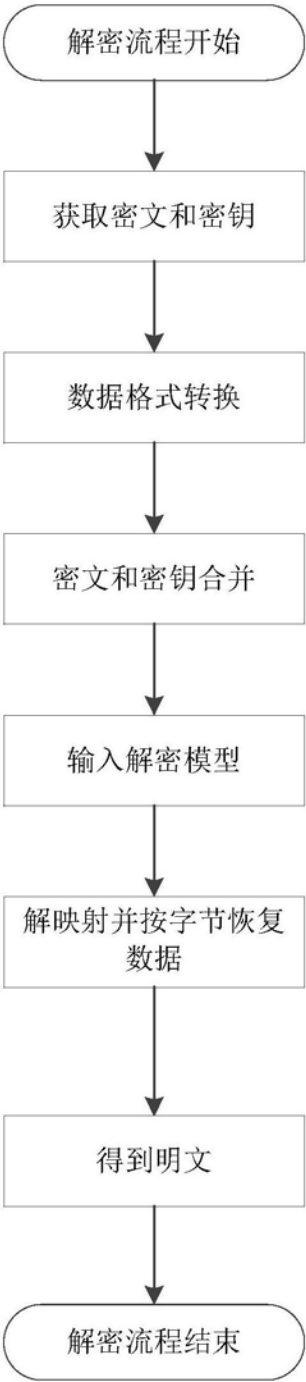 解密流程开始
获取密文和密钥
数据格式转换
密文和密钥合并
输入解密模型
解映射并按字节恢复
数据
得到明文
解密流程结束